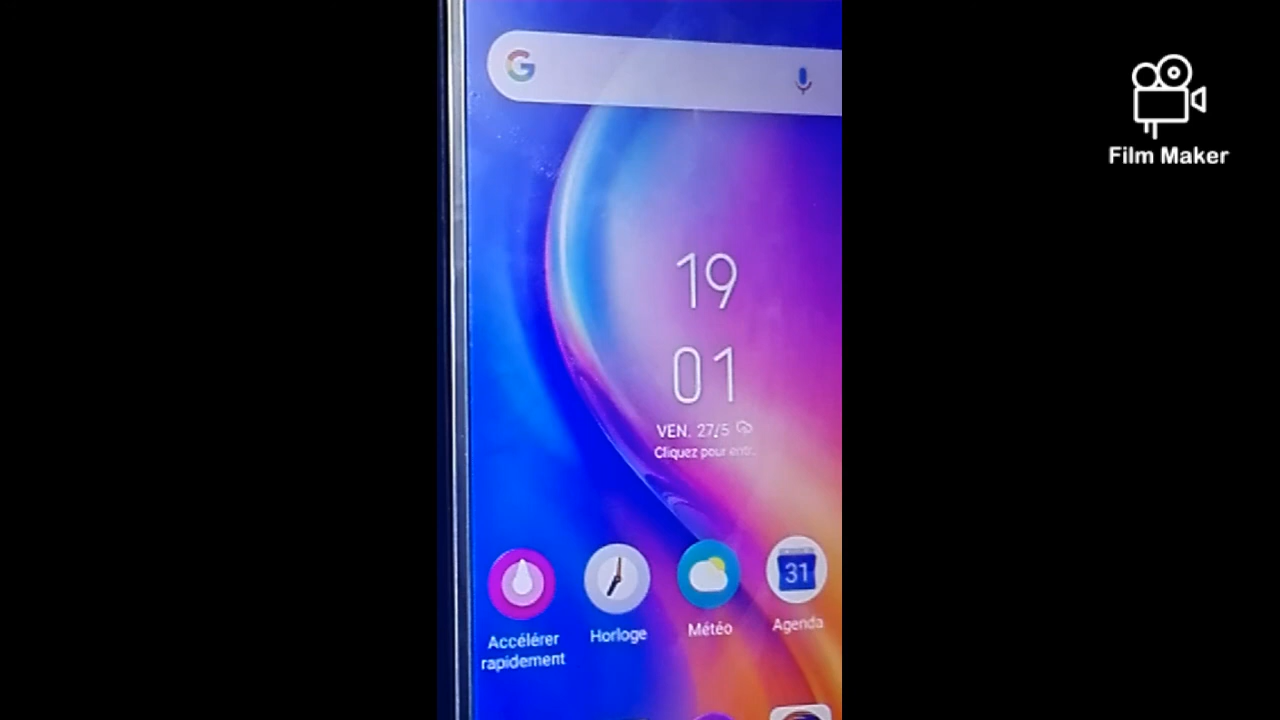 Film Maker
G
19
01
VEN. 27/5
Cliquez pour entr..
31
Accélérer
rapidement
Horloge
Météo
Agenda